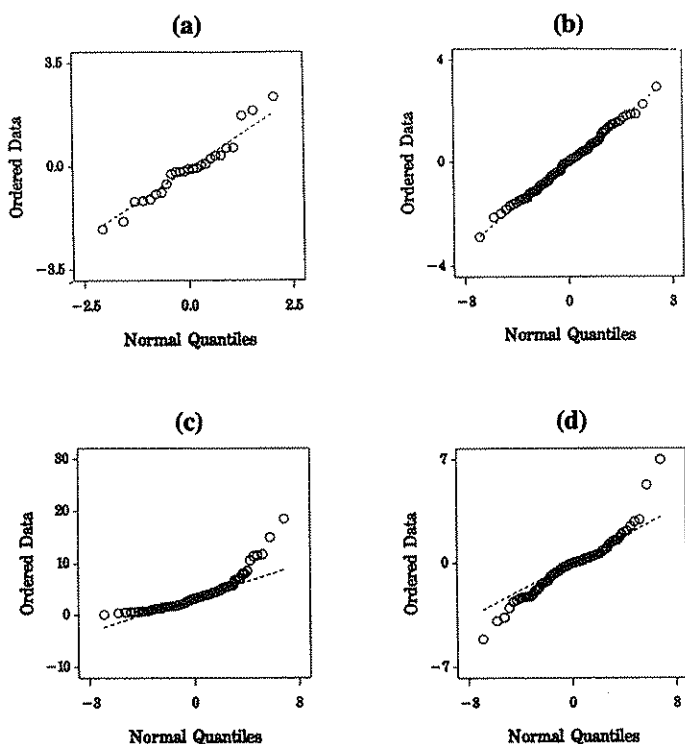 (a)
3.5
0.0
−3.5
Ordered Data
−2.5
0.0
2.5
Normal Quantiles
(b)
4
0
−4
Ordered Data
−3
0
3
Normal Quantiles
(c)
30
20
10
0
−10
Ordered Data
−3
0
3
Normal Quantiles
(d)
7
0
−7
Ordered Data
−3
0
3
Normal Quantiles